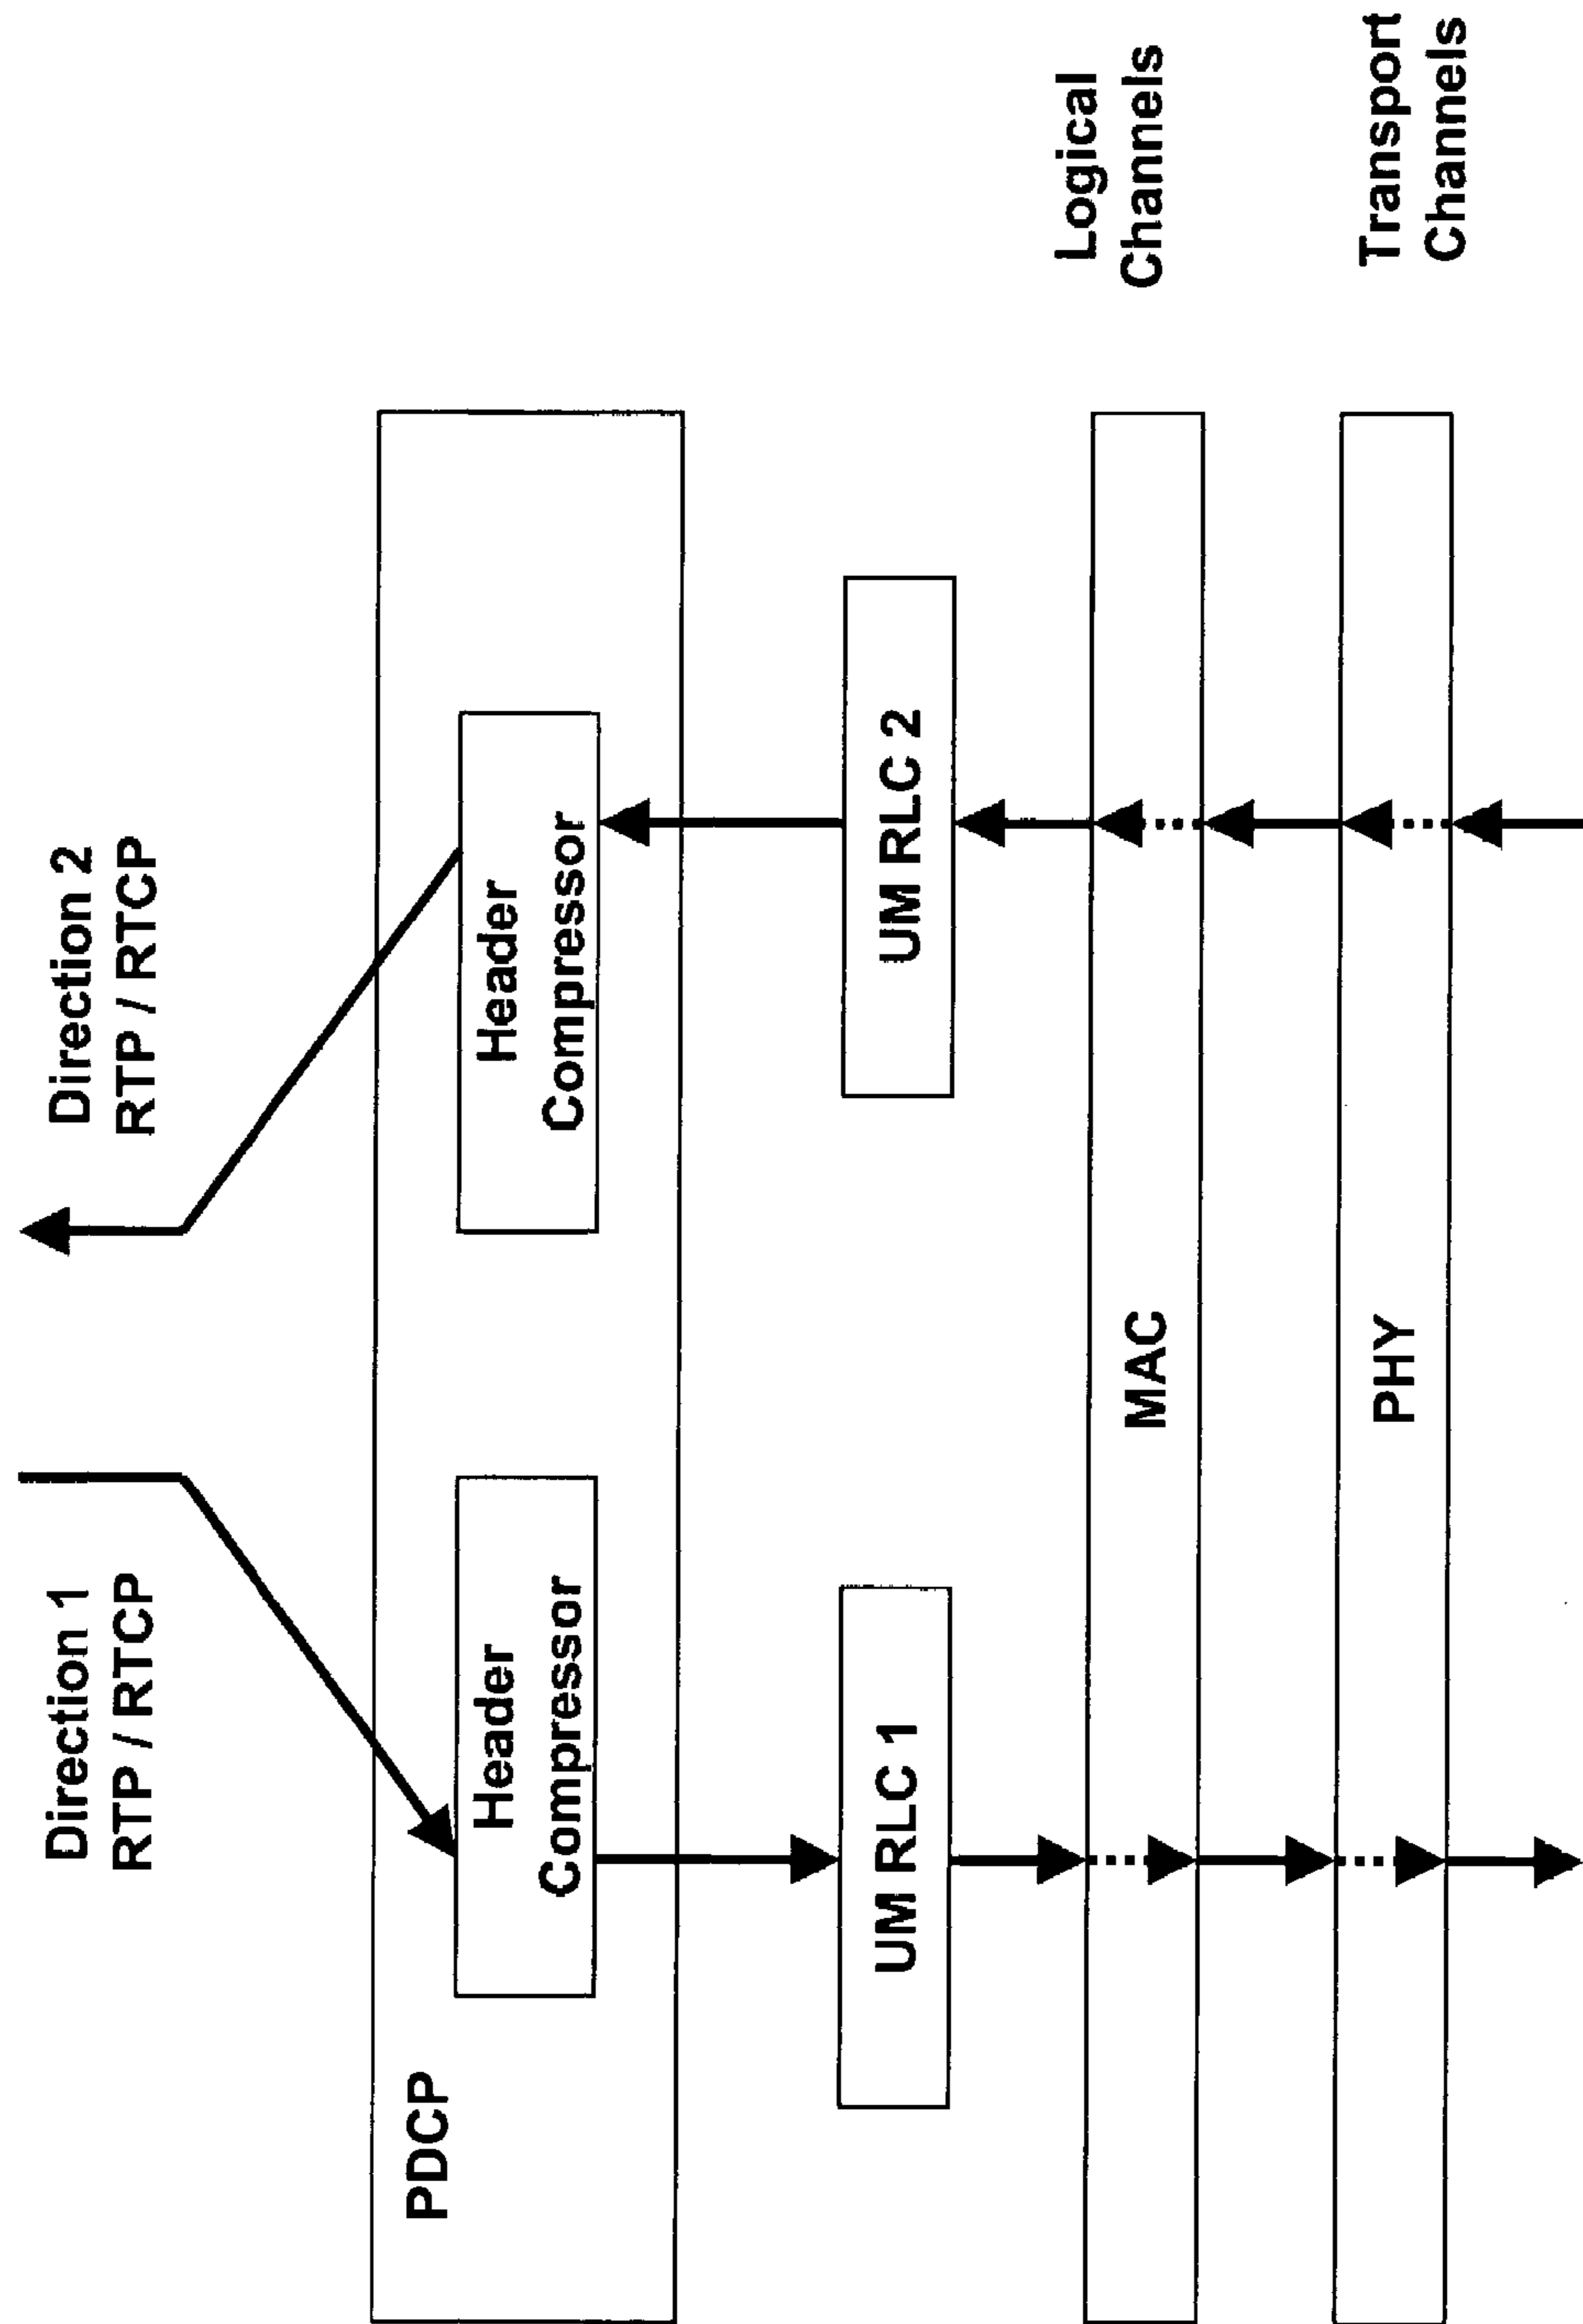 Direction 1
RTP / RTCP
Direction 2
RTP / RTCP
PDCP
Header
Compressor
Header
Compressor
UM RLC 1
UM RLC 2
Logical
Channels
MAC
Transport
Channels
PHY